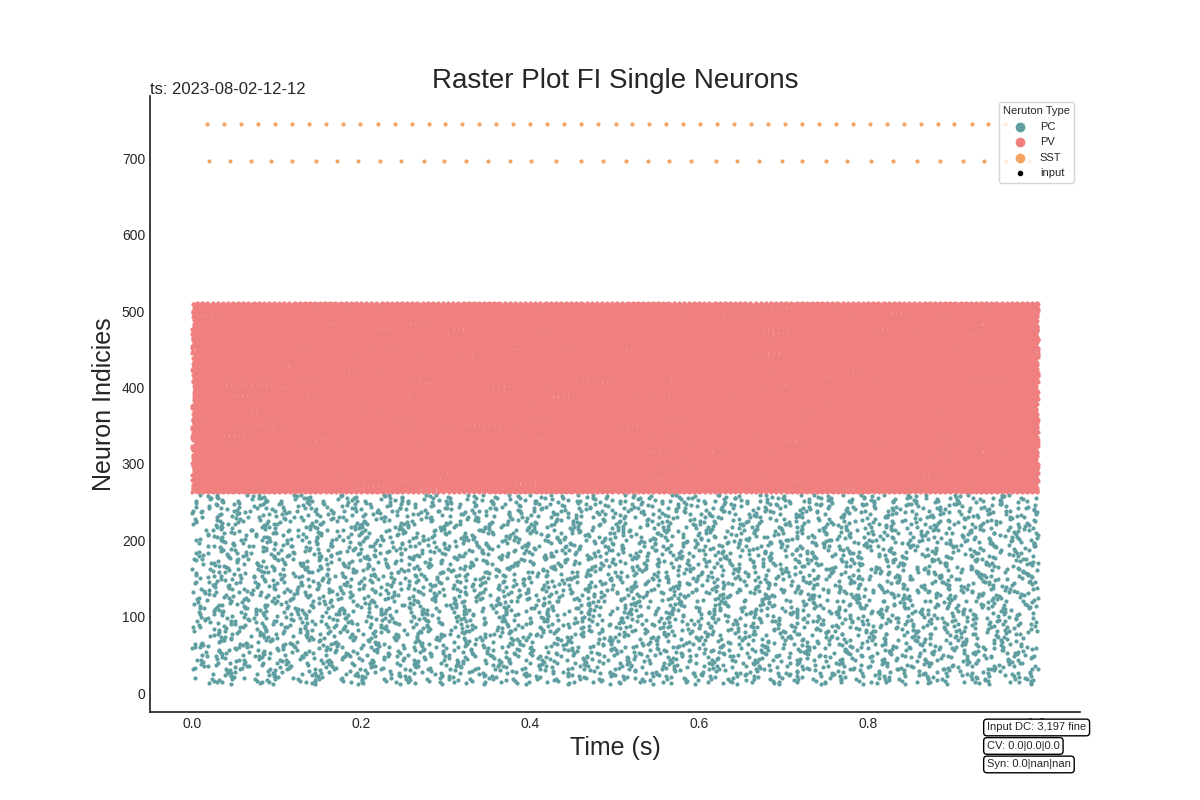 Raster Plot FI Single Neurons
ts: 2023-08-02-12-12
Neruton Type
PC
PV
SST
input
Neuron Indicies
700
600
500
400
300
200
100
0
0.0
0.2
0.4
0.6
0.8
Time (s)
Input DC: 3,197 fine
CV: 0.0|0.0|0.0
Syn: 0.0|nan|nan